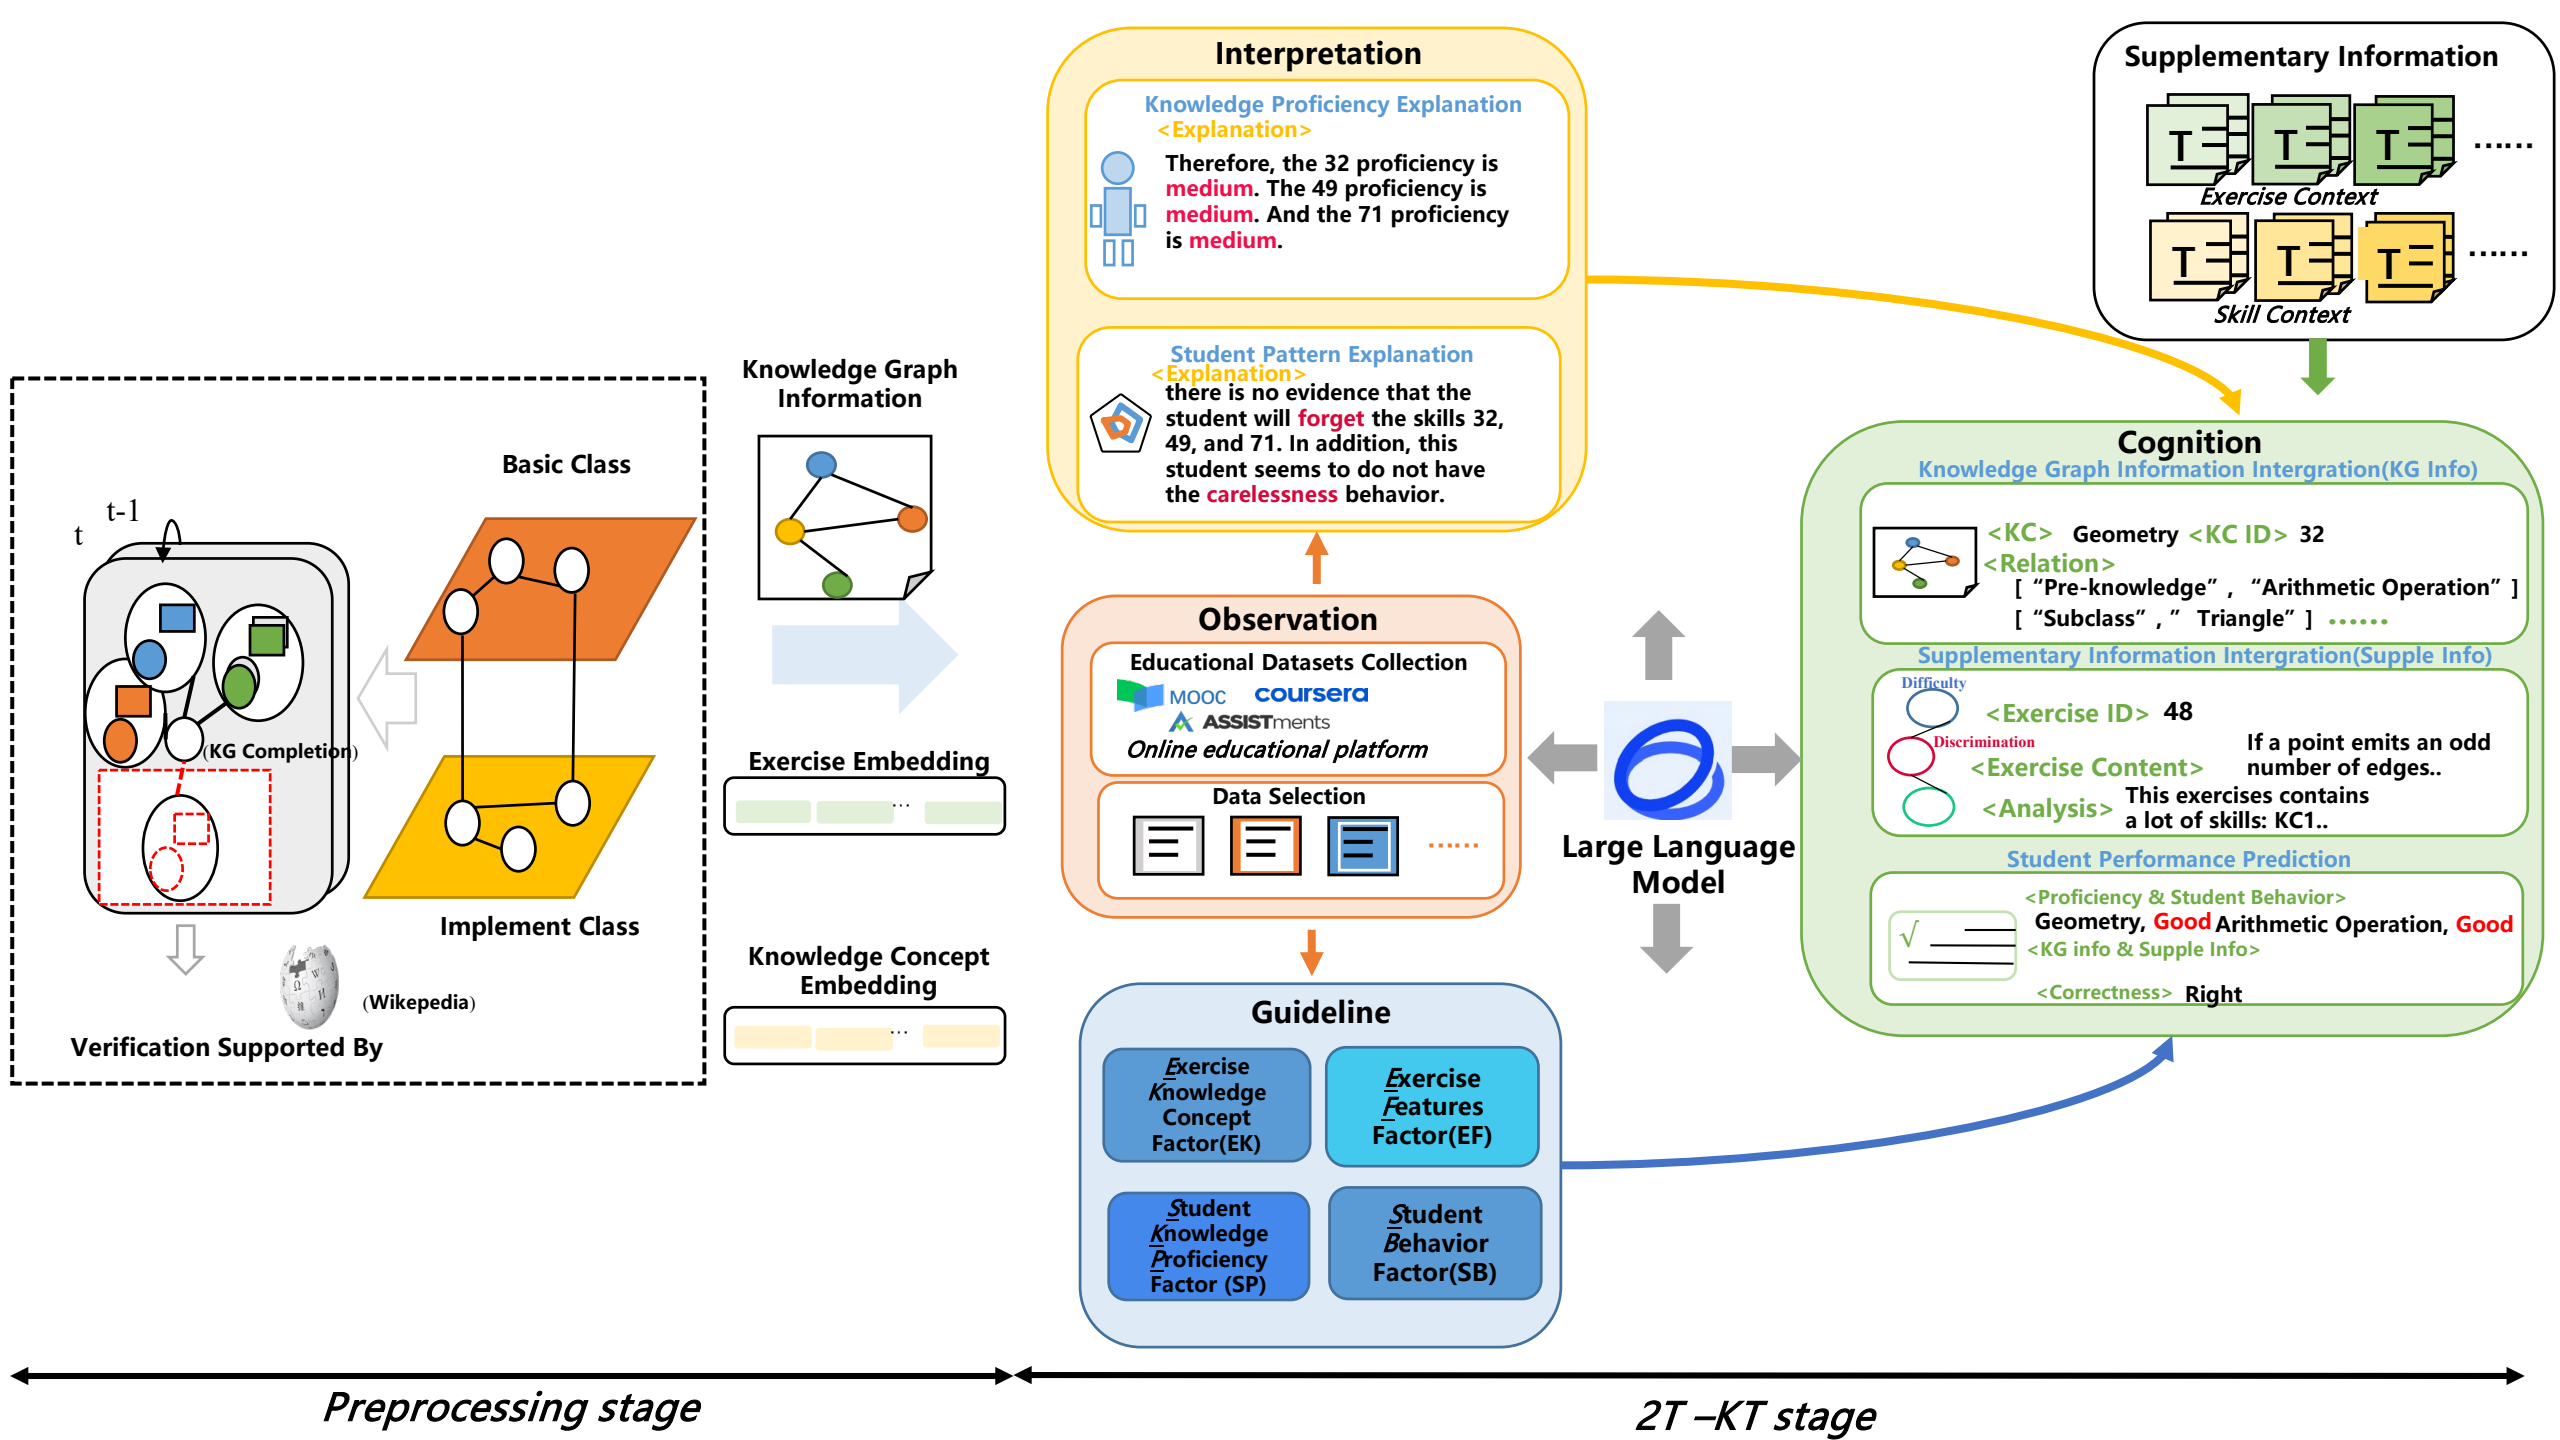 Basic Class
t-1
t
(KG Completion)
Implement Class
(Wikepedia)
Verification Supported By
Knowledge Graph
Information
Exercise Embedding
...
Knowledge Concept
Embedding
...
Interpretation
Knowledge Proficiency Explanation
<Explanation>
Therefore, the 32 proficiency is
medium. The 49 proficiency is
medium. And the 71 proficiency
is medium.
Student Pattern Explanation
<Explanation>
there is no evidence that the
student will forget the skills 32,
49, and 71. In addition, this
student seems to do not have
the carelessness behavior.
Observation
Educational Datasets Collection
MOOC coursera
ASSISTments
Online educational platform
Data Selection
......
Guideline
Exercise
Knowledge
Concept
Factor(EK)
Exercise
Features
Factor(EF)
Student
Knowledge
Proficiency
Factor (SP)
Student
Behavior
Factor(SB)
Large Language
Model
Supplementary Information
T T T ......
Exercise Context
T T T ......
Skill Context
Cognition
Knowledge Graph Information Intergration(KG Info)
<KC> Geometry <KC ID> 32
<Relation>
[ “Pre-knowledge” , “Arithmetic Operation” ]
[ “Subclass” , ” Triangle” ] ......
Supplementary Information Intergration(Supple Info)
Difficulty
<Exercise ID> 48
Discrimination
<Exercise Content> If a point emits an odd
number of edges..
<Analysis> This exercises contains
a lot of skills: KC1..
Student Performance Prediction
<Proficiency & Student Behavior>
Geometry, Good Arithmetic Operation, Good
√
<KG info & Supple Info>
<Correctness> Right
Preprocessing stage
2T –KT stage